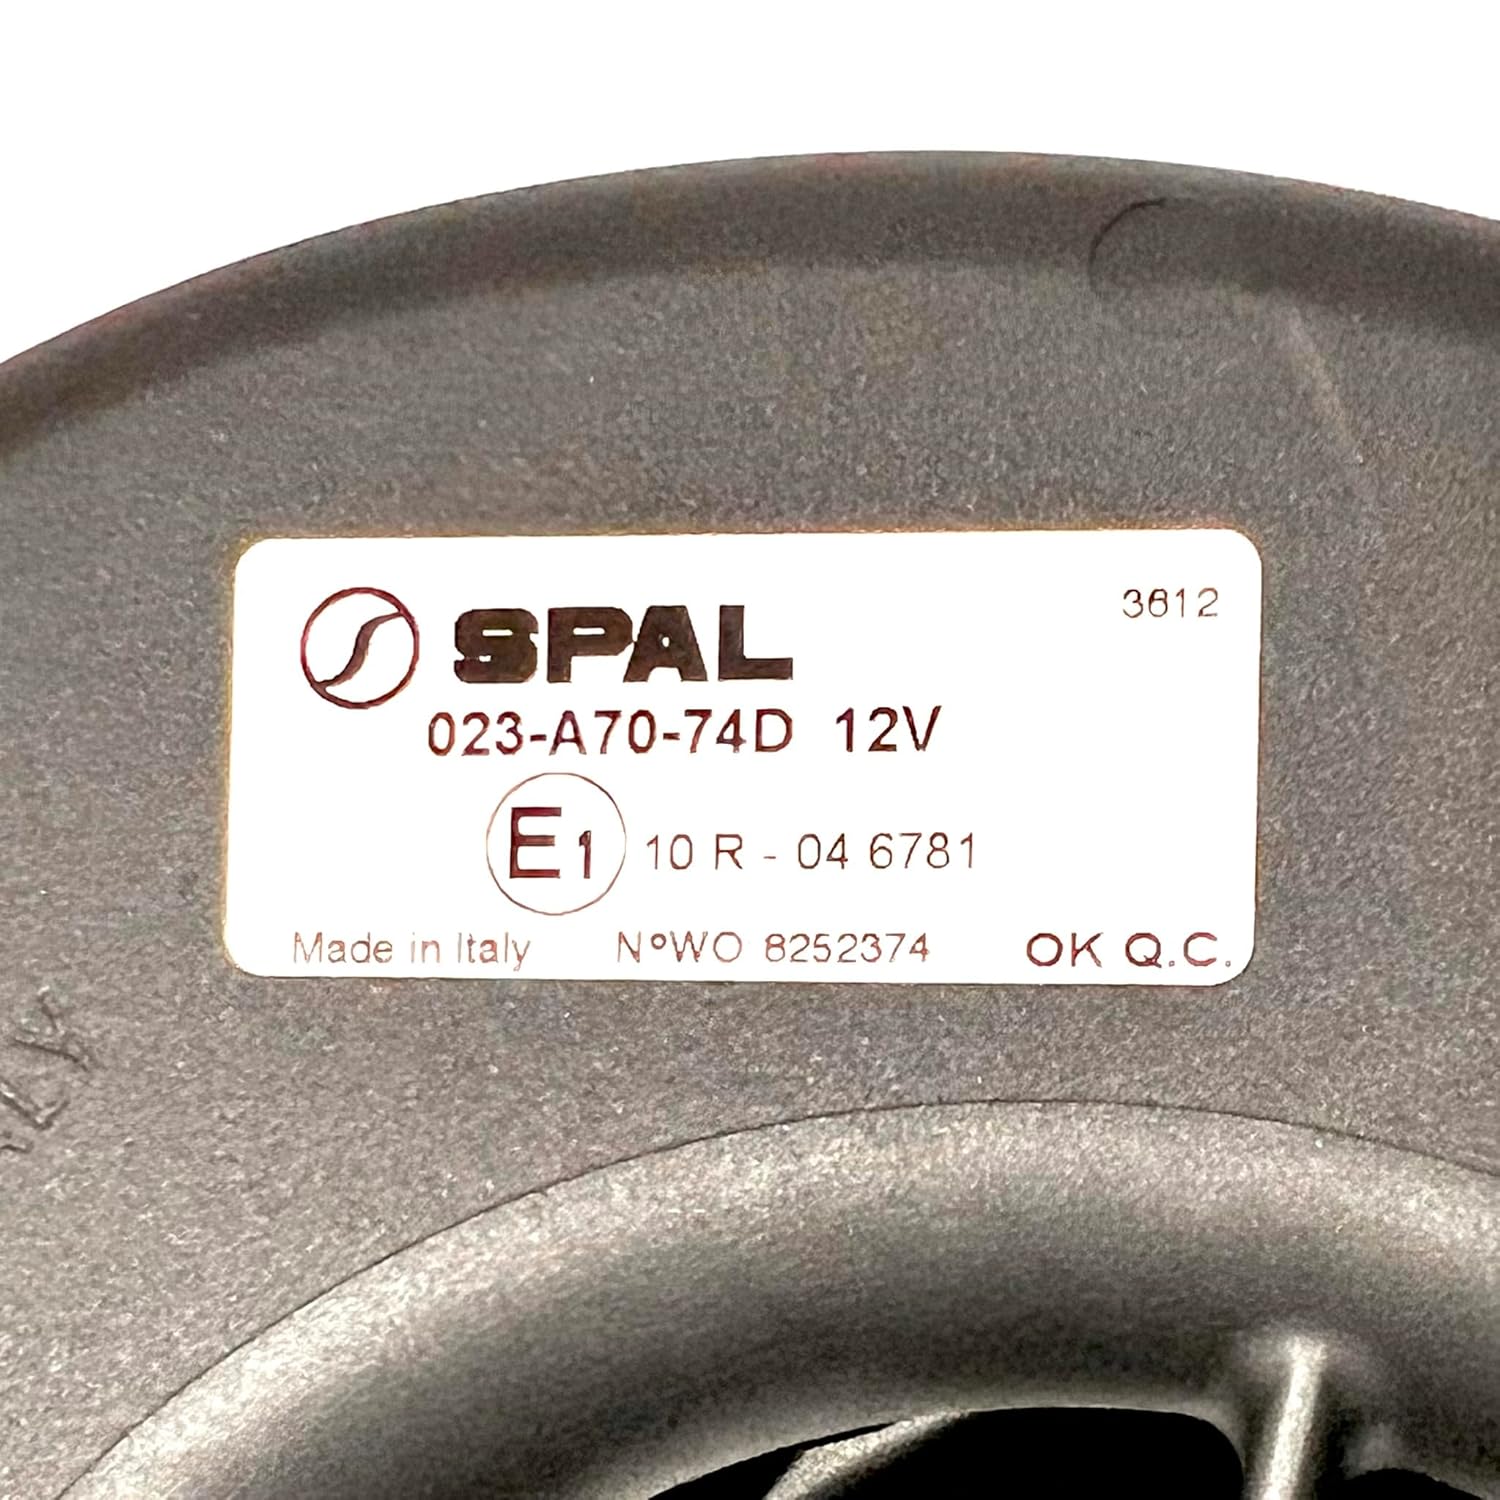 SPAL
3612
023-A70-74D 12V
E1 10 R - 04 6781
Made in Italy N°WO 8252374 OK Q.C.